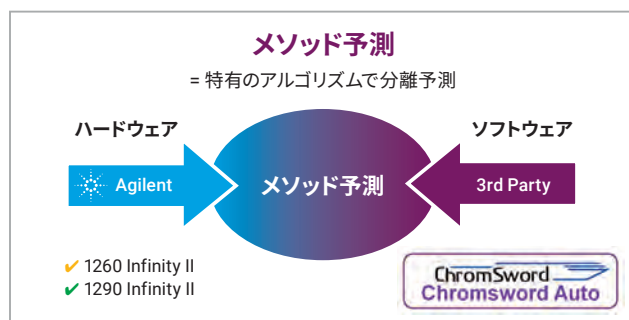 メソッド予測
= 特有のアルゴリズムで分離予測
ハードウェア
ソフトウェア
Agilent
メソッド予測
3rd Party
✔ 1260 Infinity II
✔ 1290 Infinity II
ChromSword
Chromsword Auto